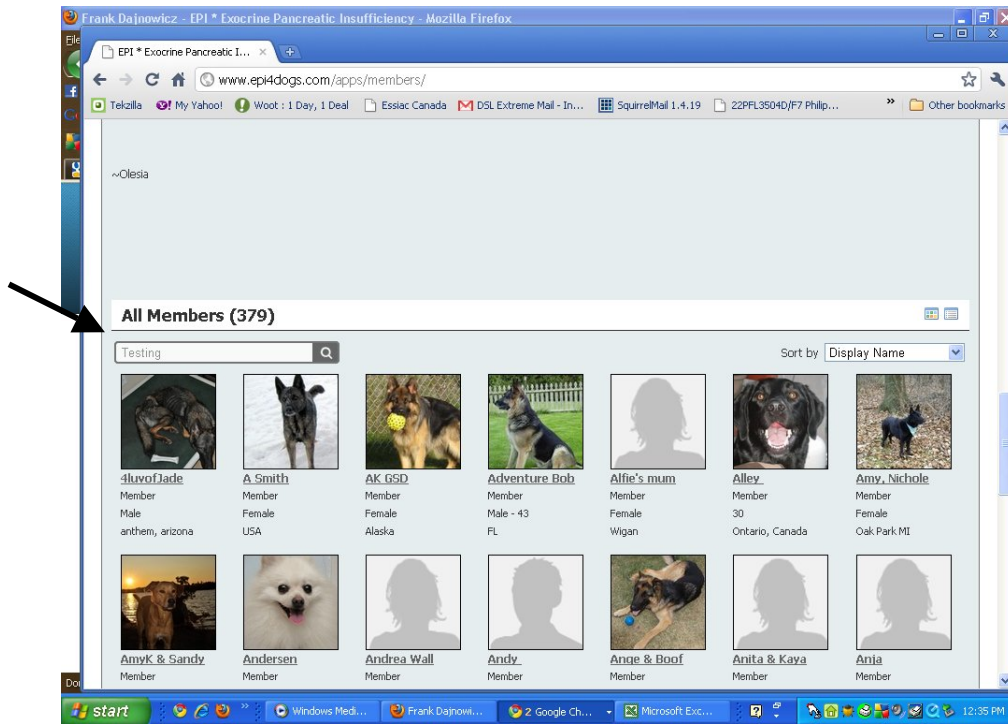 Frank Dajnowicz - EPI * Exocrine Pancreatic Insufficiency - Mozilla Firefox
File
EPI * Exocrine Pancreatic I...
www.epi4dogs.com/apps/members/
Tekzilla My Yahoo! Woot : 1 Day, 1 Deal Essiac Canada DSL Extreme Mail - In... SquirrelMail 1.4.19 22PFL3504D/F7 Philip... » Other bookmarks
~Olesia
All Members (379)
Testing Sort by Display Name
4luvofJade A Smith AK GSD Adventure Bob Alfie's mum Alley Amy, Nichole
Member Member Member Member Member Member Member
Male Female Female Male - 43 Female 30 Female
anthem, arizona USA Alaska FL Wigan Ontario, Canada Oak Park MI
AmyK & Sandy Andersen Andrea Wall Andy Ange & Boof Anita & Kaya Anja
Member Member Member Member Member Member Member
start » Windows Medi... Frank Dajnowi... 2 Google Ch... Microsoft Exc... 12:35 PM